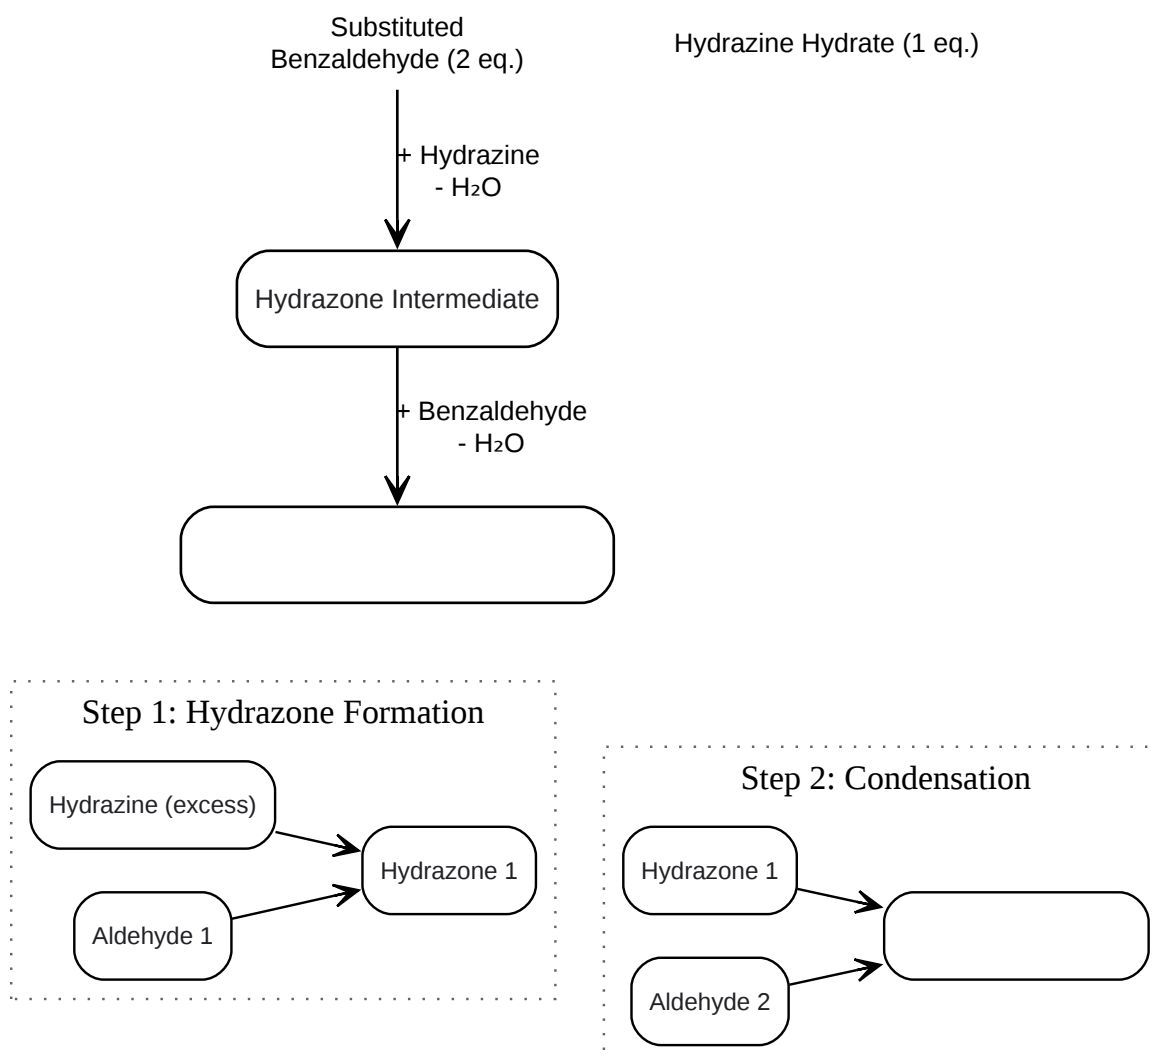 Substituted
Benzaldehyde (2 eq.)
Hydrazine Hydrate (1 eq.)
+ Hydrazine
- H₂O
Hydrazone Intermediate
+ Benzaldehyde
- H₂O
Step 1: Hydrazone Formation
Hydrazine (excess)
Aldehyde 1
Hydrazone 1
Step 2: Condensation
Hydrazone 1
Aldehyde 2